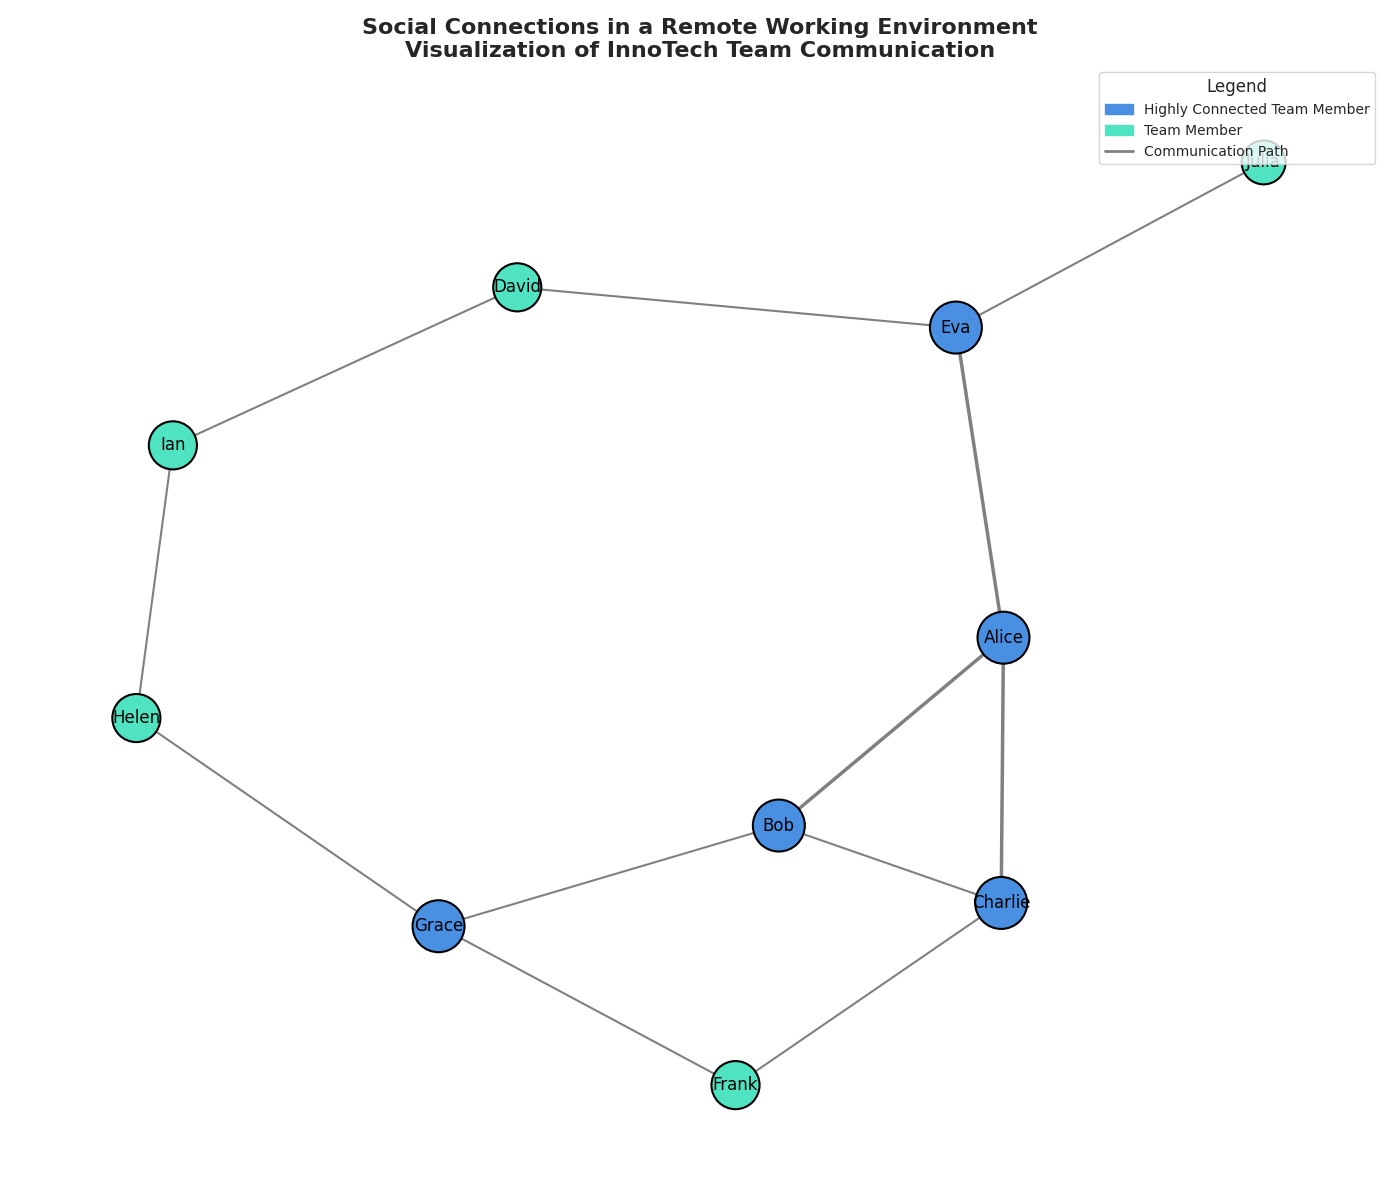 Social Connections in a Remote Working Environment
Visualization of InnoTech Team Communication
Legend
Highly Connected Team Member
Team Member
Communication Path
Julia
David
Eva
Ian
Alice
Helen
Bob
Charlie
Grace
Frank